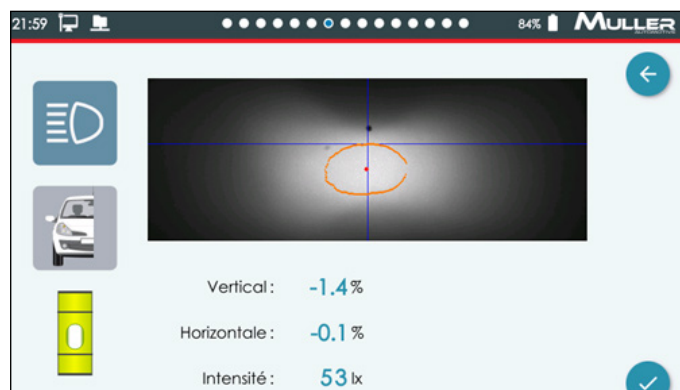 21:59 84% MULLER
AUTOMOTIVE
Vertical : -1.4%
Horizontale : -0.1%
Intensité : 53 lx